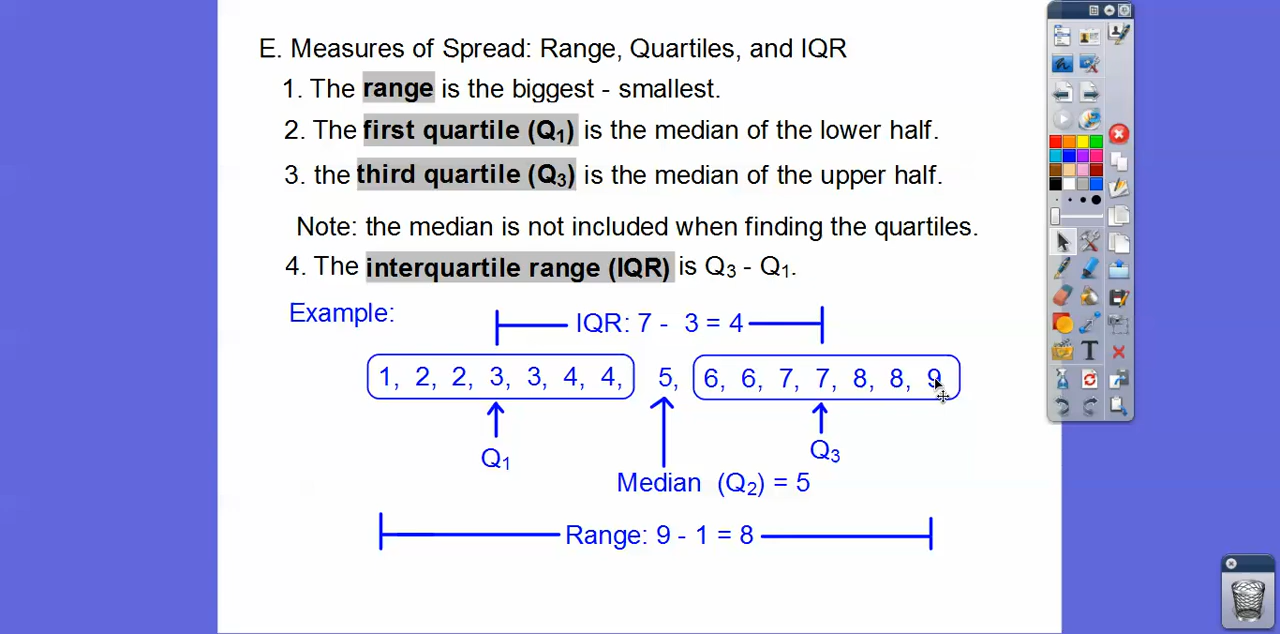 E. Measures of Spread: Range, Quartiles, and IQR
1. The range is the biggest - smallest.
2. The first quartile (Q₁) is the median of the lower half.
3. the third quartile (Q₃) is the median of the upper half.
Note: the median is not included when finding the quartiles.
4. The interquartile range (IQR) is Q₃ - Q₁.
Example:
IQR: 7 - 3 = 4
1, 2, 2, 3, 3, 4, 4, 5, 6, 6, 7, 7, 8, 8, 9
Q₁
Q₃
Median (Q₂) = 5
Range: 9 - 1 = 8